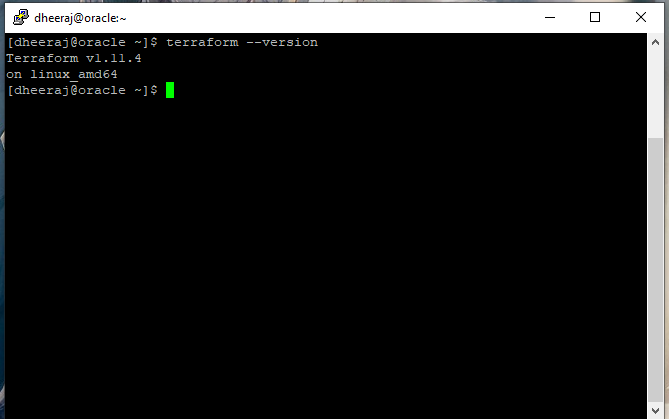 dheeraj@oracle:~
[dheeraj@oracle ~]$ terraform --version
Terraform v1.11.4
on linux_amd64
[dheeraj@oracle ~]$